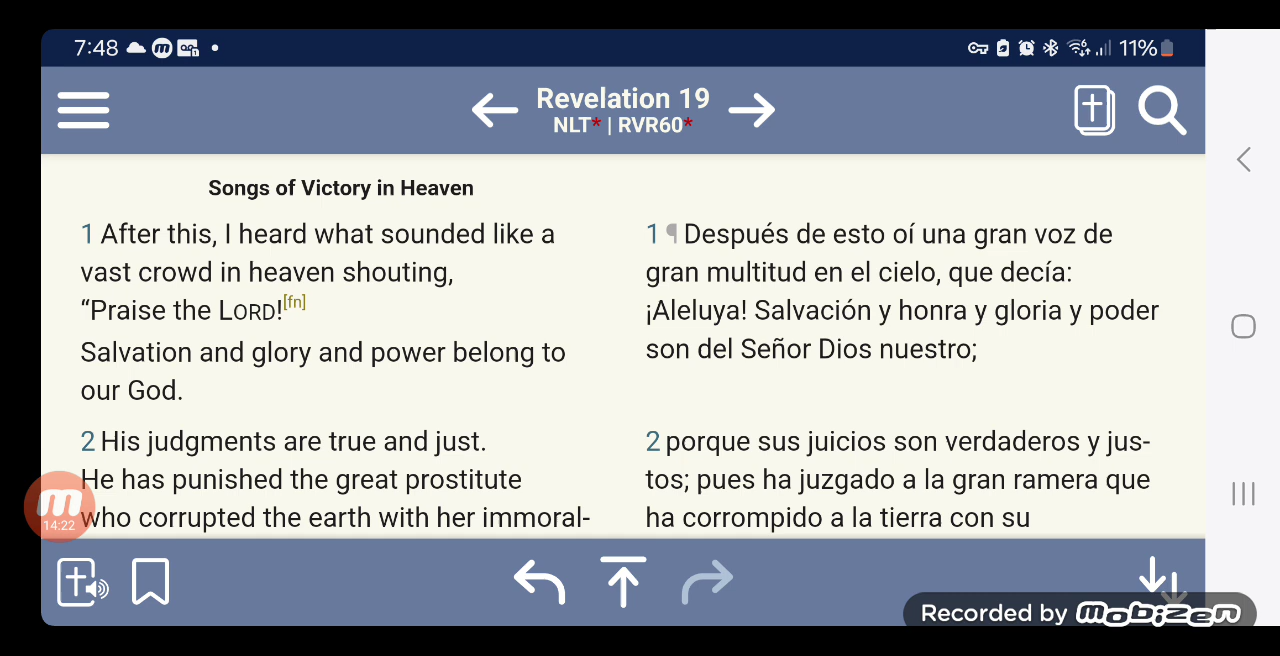 7:48 11%
Revelation 19
NLT* | RVR60*
Songs of Victory in Heaven
1 After this, I heard what sounded like a
vast crowd in heaven shouting,
“Praise the LORD![fn]
Salvation and glory and power belong to
our God.
2 His judgments are true and just.
He has punished the great prostitute
who corrupted the earth with her immoral-
1 ¶ Después de esto oí una gran voz de
gran multitud en el cielo, que decía:
¡Aleluya! Salvación y honra y gloria y poder
son del Señor Dios nuestro;
2 porque sus juicios son verdaderos y jus-
tos; pues ha juzgado a la gran ramera que
ha corrompido a la tierra con su
m
14:22
Recorded by mobizen